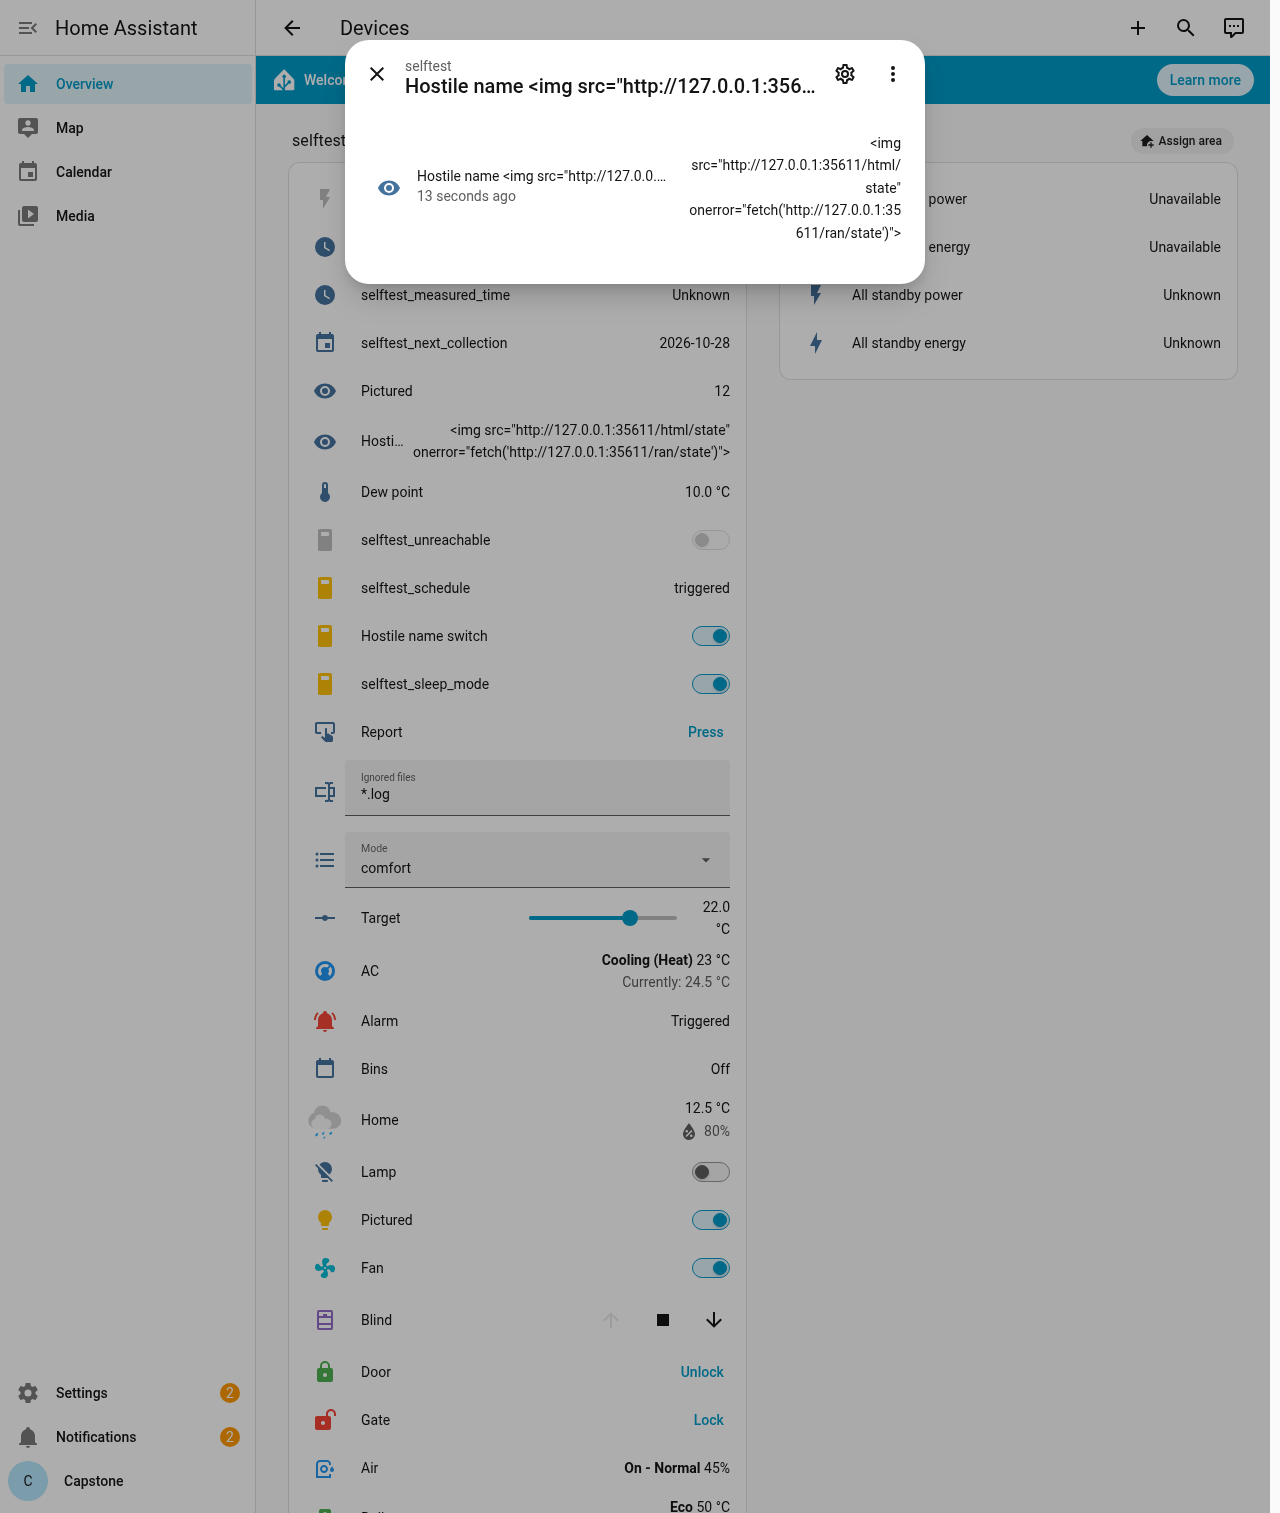 Home Assistant
Devices
Overview
Map
Calendar
Media
Settings
2
Notifications
2
C
Capstone
Learn more
selftest
Hostile name <img src="http://127.0.0.1:356...
Hostile name <img src="http://127.0.0....
13 seconds ago
<img
src="http://127.0.0.1:35611/html/
state"
onerror="fetch('http://127.0.0.1:35
611/ran/state')">
selftest
Assign area
power
Unavailable
energy
Unavailable
All standby power
Unknown
All standby energy
Unknown
selftest_measured_time
Unknown
selftest_next_collection
2026-10-28
Pictured
12
Hosti...
<img src="http://127.0.0.1:35611/html/state"
onerror="fetch('http://127.0.0.1:35611/ran/state')">
Dew point
10.0 °C
selftest_unreachable
selftest_schedule
triggered
Hostile name switch
selftest_sleep_mode
Report
Press
Ignored files
*.log
Mode
comfort
Target
22.0
°C
AC
Cooling (Heat) 23 °C
Currently: 24.5 °C
Alarm
Triggered
Bins
Off
Home
12.5 °C
80%
Lamp
Pictured
Fan
Blind
Door
Unlock
Gate
Lock
Air
On - Normal 45%
Eco 50 °C